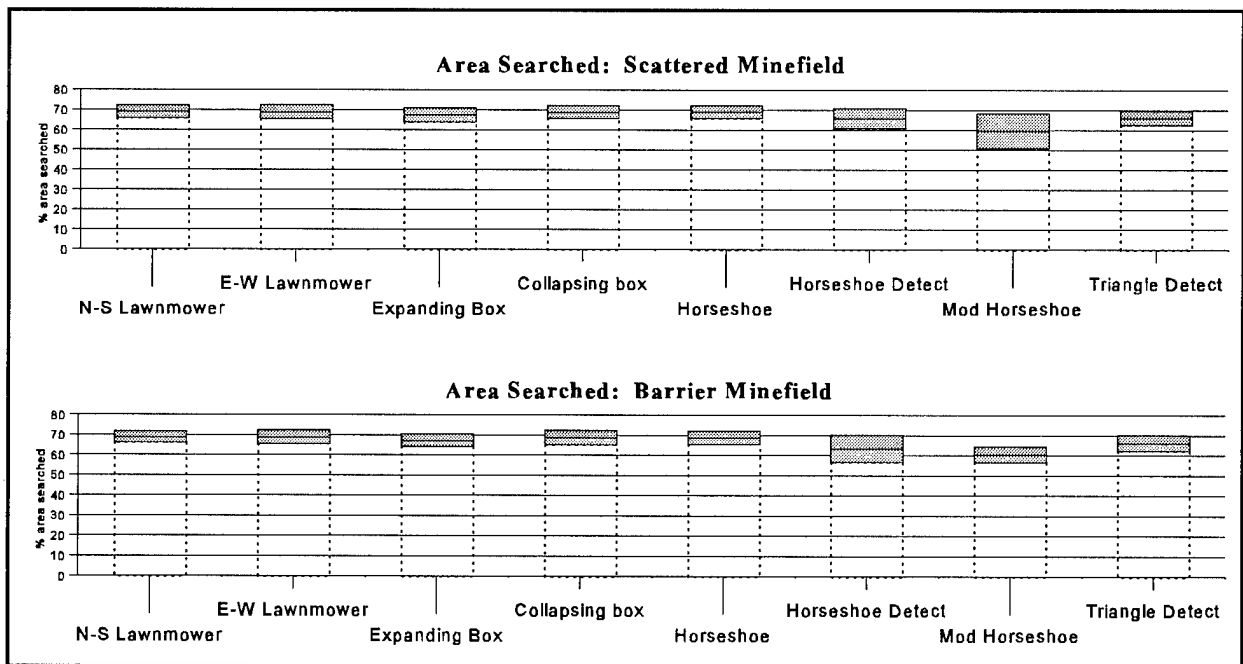 Area Searched: Scattered Minefield
80
70
60
50
40
30
20
10
0
% area searched
E-W Lawnmower Collapsing box Horseshoe Detect Triangle Detect
N-S Lawnmower Expanding Box Horseshoe Mod Horseshoe
Area Searched: Barrier Minefield
80
70
60
50
40
30
20
10
0
% area searched
E-W Lawnmower Collapsing box Horseshoe Detect Triangle Detect
N-S Lawnmower Expanding Box Horseshoe Mod Horseshoe